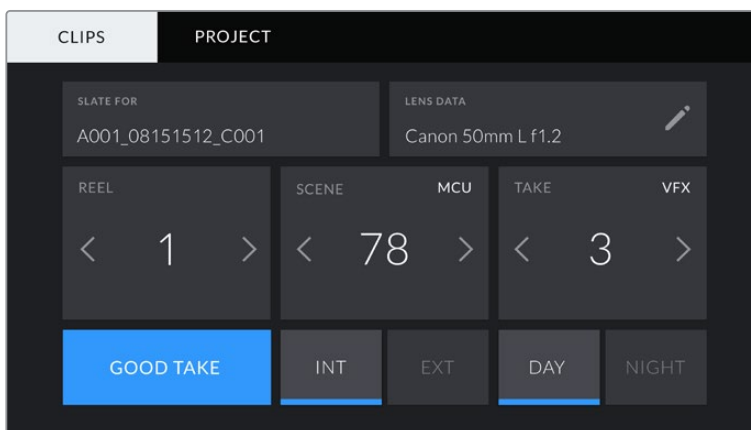 CLIPS PROJECT
SLATE FOR
A001_08151512_C001
LENS DATA
Canon 50mm L f1.2
REEL
1
SCENE MCU
78
TAKE VFX
3
GOOD TAKE
INT
EXT
DAY
NIGHT